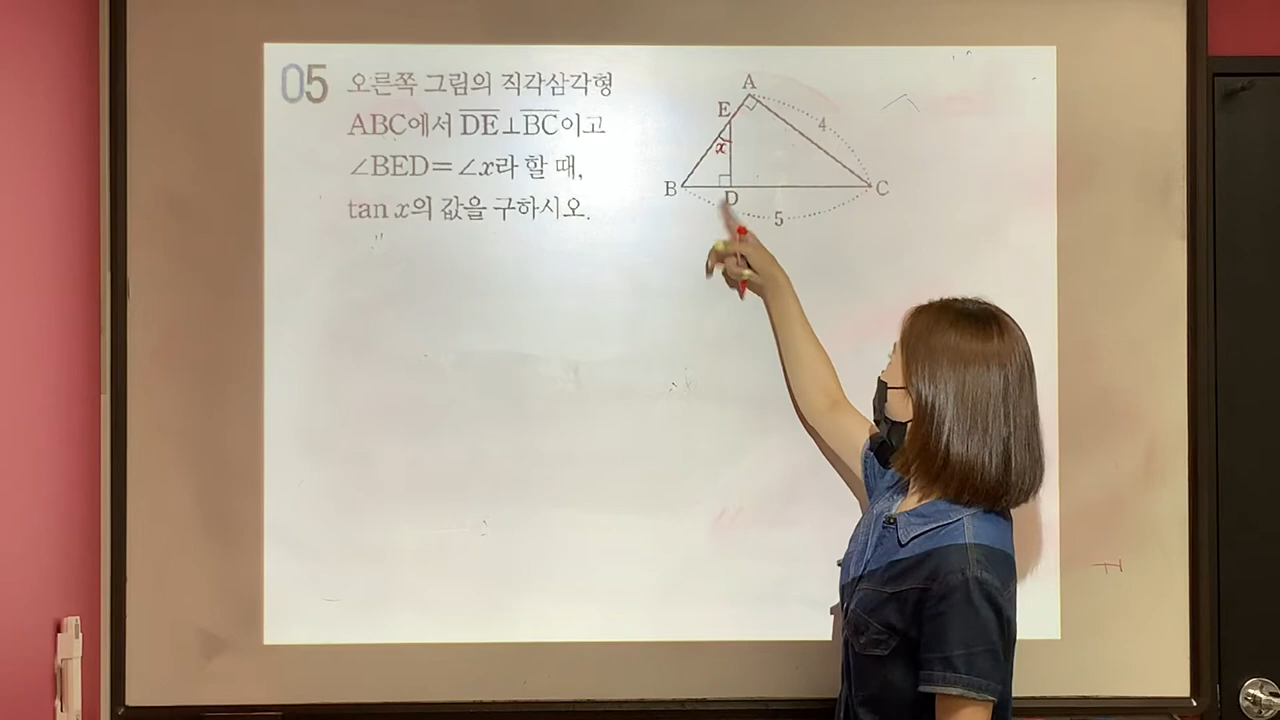 05 오른쪽 그림의 직각삼각형
ABC에서 DE⊥BC이고
∠BED=∠x라 할 때,
tan x의 값을 구하시오.
A
E
4
x
B
D
C
5